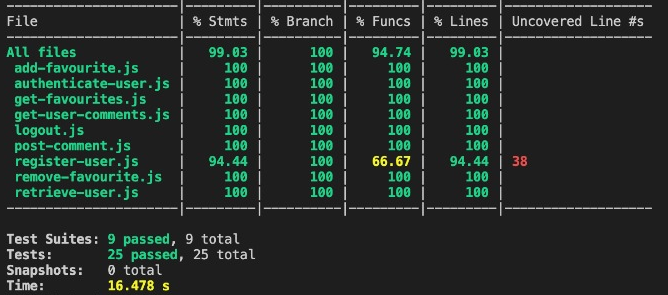 File | % Stmts | % Branch | % Funcs | % Lines | Uncovered Line #s
All files | 99.03 | 100 | 94.74 | 99.03 |
add-favourite.js | 100 | 100 | 100 | 100 |
authenticate-user.js | 100 | 100 | 100 | 100 |
get-favourites.js | 100 | 100 | 100 | 100 |
get-user-comments.js | 100 | 100 | 100 | 100 |
logout.js | 100 | 100 | 100 | 100 |
post-comment.js | 100 | 100 | 100 | 100 |
register-user.js | 94.44 | 100 | 66.67 | 94.44 | 38
remove-favourite.js | 100 | 100 | 100 | 100 |
retrieve-user.js | 100 | 100 | 100 | 100 |
Test Suites: 9 passed, 9 total
Tests: 25 passed, 25 total
Snapshots: 0 total
Time: 16.478 s